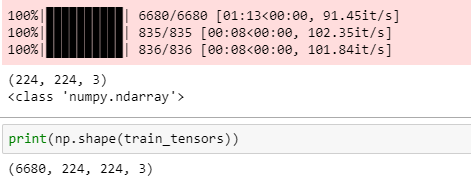 100%|██████████| 6680/6680 [01:13<00:00, 91.45it/s]
100%|██████████| 835/835 [00:08<00:00, 102.35it/s]
100%|██████████| 836/836 [00:08<00:00, 101.84it/s]
(224, 224, 3)
<class 'numpy.ndarray'>
print(np.shape(train_tensors))
(6680, 224, 224, 3)